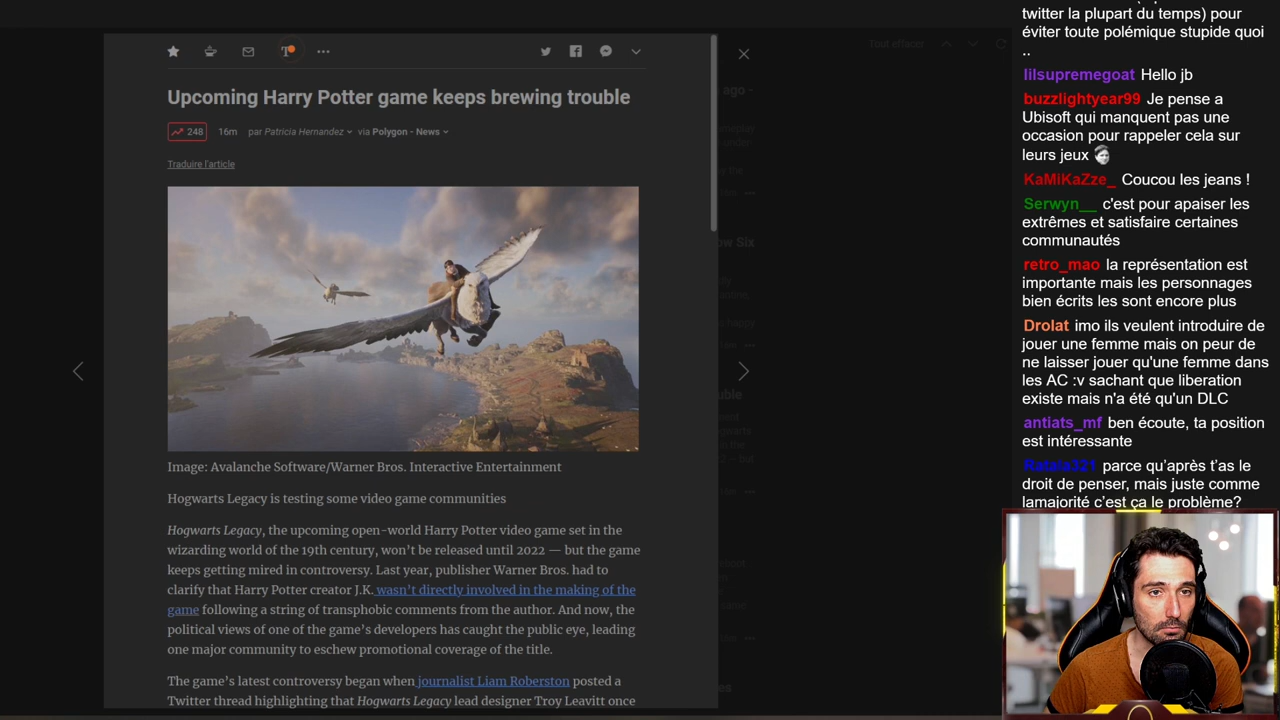 Tout effacer
Upcoming Harry Potter game keeps brewing trouble
248 16m par Patricia Hernandez via Polygon - News
Traduire l'article
Image: Avalanche Software/Warner Bros. Interactive Entertainment
Hogwarts Legacy is testing some video game communities
Hogwarts Legacy, the upcoming open-world Harry Potter video game set in the
wizarding world of the 19th century, won't be released until 2022 — but the game
keeps getting mired in controversy. Last year, publisher Warner Bros. had to
clarify that Harry Potter creator J.K. wasn't directly involved in the making of the
game following a string of transphobic comments from the author. And now, the
political views of one of the game's developers has caught the public eye, leading
one major community to eschew promotional coverage of the title.
The game's latest controversy began when journalist Liam Roberston posted a
Twitter thread highlighting that Hogwarts Legacy lead designer Troy Leavitt once
ago -
ow Six
happy
twitter la plupart du temps) pour
éviter toute polémique stupide quoi
..
lilsupremegoat Hello jb
buzzlightyear99 Je pense a
Ubisoft qui manquent pas une
occasion pour rappeler cela sur
leurs jeux
KaMiKaZze_ Coucou les jeans !
Serwyn__ c'est pour apaiser les
extrêmes et satisfaire certaines
communautés
retro_mao la représentation est
importante mais les personnages
bien écrits les sont encore plus
Drolat imo ils veulent introduire de
jouer une femme mais on peur de
ne laisser jouer qu'une femme dans
les AC :v sachant que liberation
existe mais n'a été qu'un DLC
antiats_mf ben écoute, ta position
est intéressante
Rataia321 parce qu'après t'as le
droit de penser, mais juste comme
lamajorité c'est ça le problème?